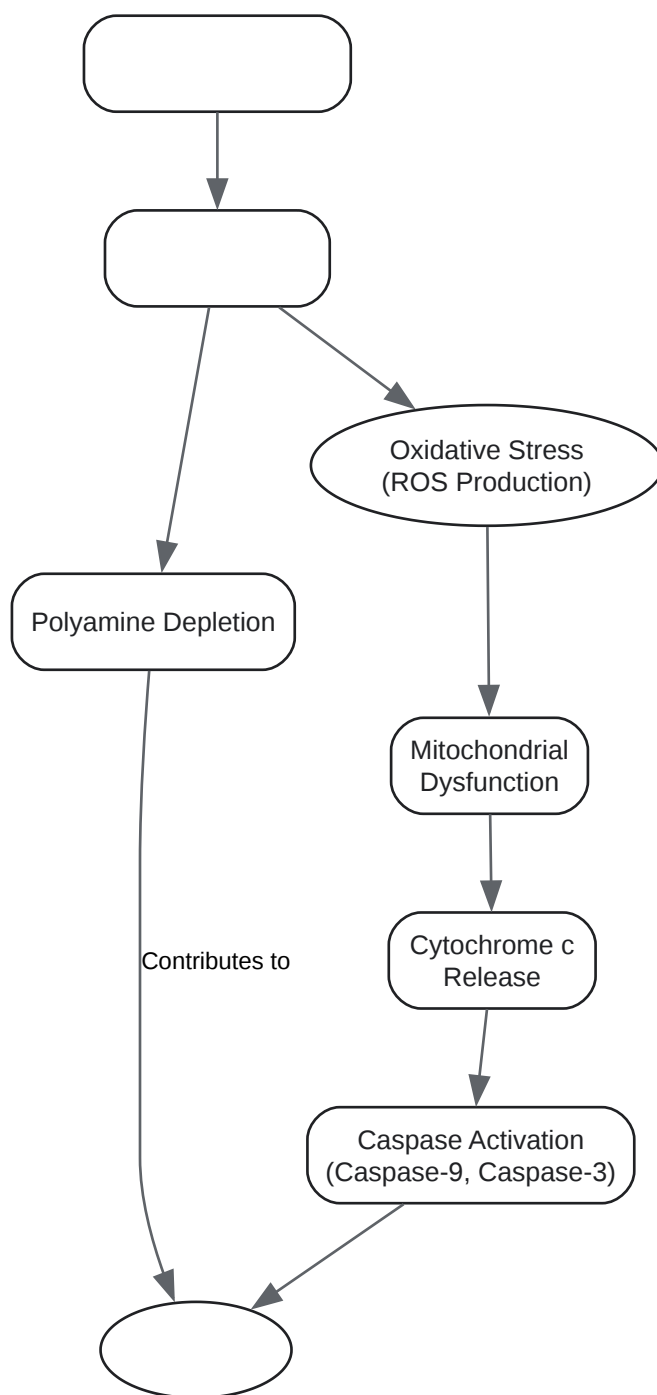 Oxidative Stress
(ROS Production)
Polyamine Depletion
Mitochondrial
Dysfunction
Contributes to
Cytochrome c
Release
Caspase Activation
(Caspase-9, Caspase-3)